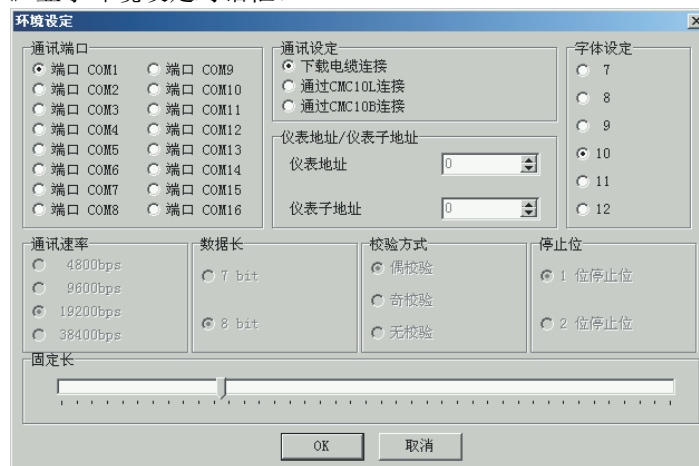 环境设定
通讯端口
端口 COM1
端口 COM2
端口 COM3
端口 COM4
端口 COM5
端口 COM6
端口 COM7
端口 COM8
端口 COM9
端口 COM10
端口 COM11
端口 COM12
端口 COM13
端口 COM14
端口 COM15
端口 COM16
通讯设定
下载电缆连接
通过CMC10L连接
通过CMC10B连接
仪表地址/仪表子地址
仪表地址 0
仪表子地址 0
字体设定
7
8
9
10
11
12
通讯速率
4800bps
9600bps
19200bps
38400bps
数据长
7 bit
8 bit
校验方式
偶校验
奇校验
无校验
停止位
1 位停止位
2 位停止位
固定长
OK 取消